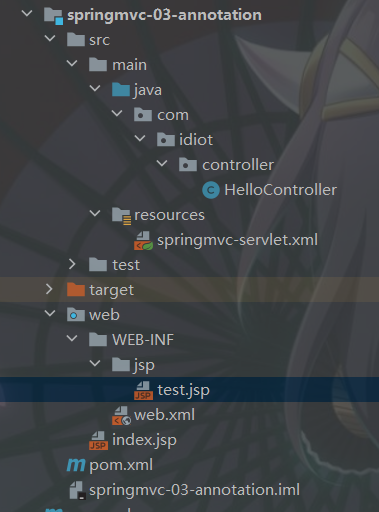 springmvc-03-annotation
src
main
java
com
idiot
controller
C HelloController
resources
springmvc-servlet.xml
test
target
web
WEB-INF
jsp
JSP test.jsp
web.xml
JSP index.jsp
m pom.xml
springmvc-03-annotation.iml